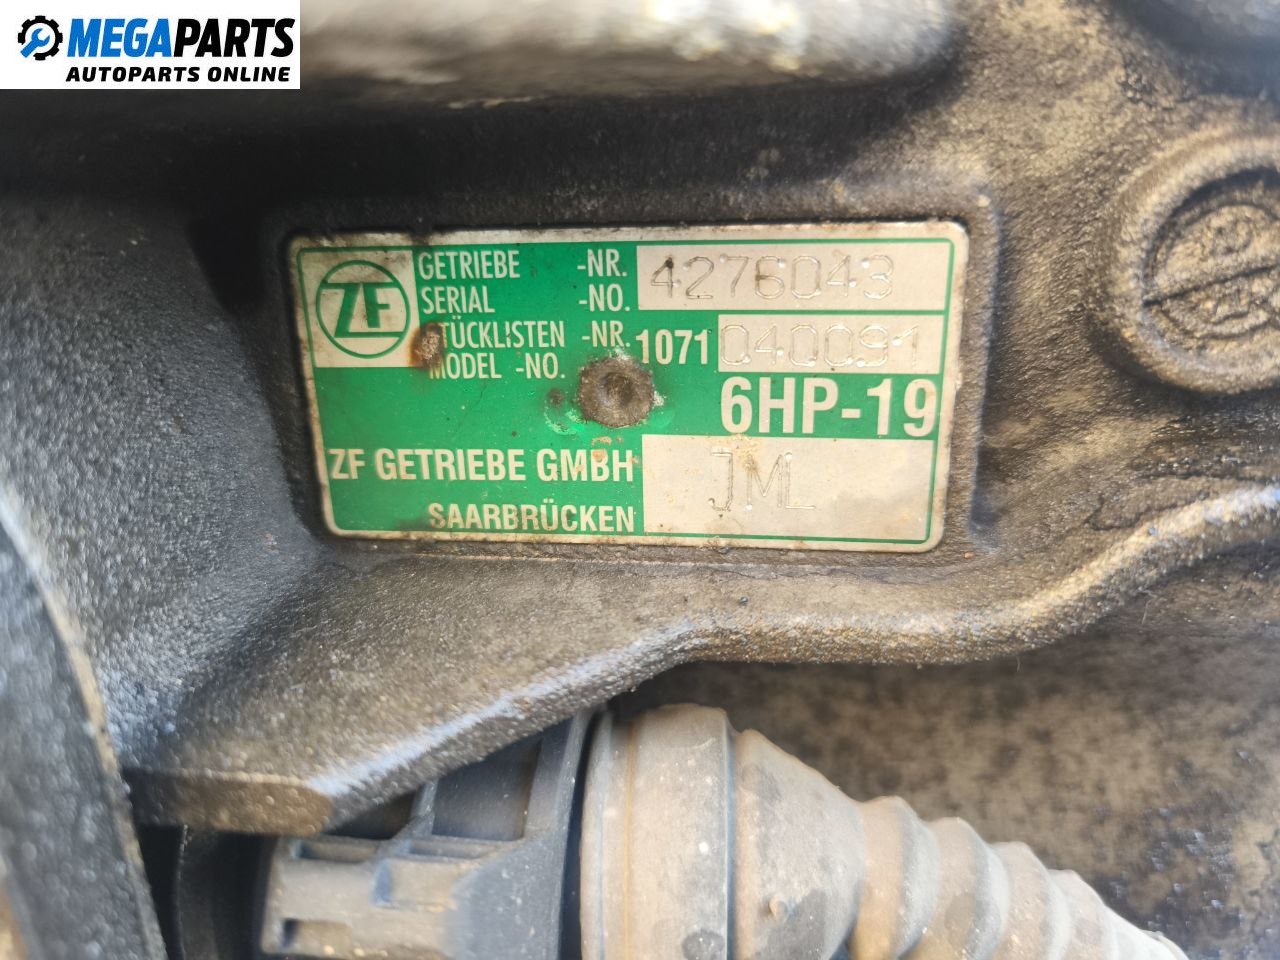 MEGAPARTS
AUTOPARTS ONLINE
ZF
GETRIEBE -NR.
SERIAL -NO.
4276043
STÜCKLISTEN -NR.
MODEL -NO.
1071 040091
6HP-19
ZF GETRIEBE GMBH
SAARBRÜCKEN
JML